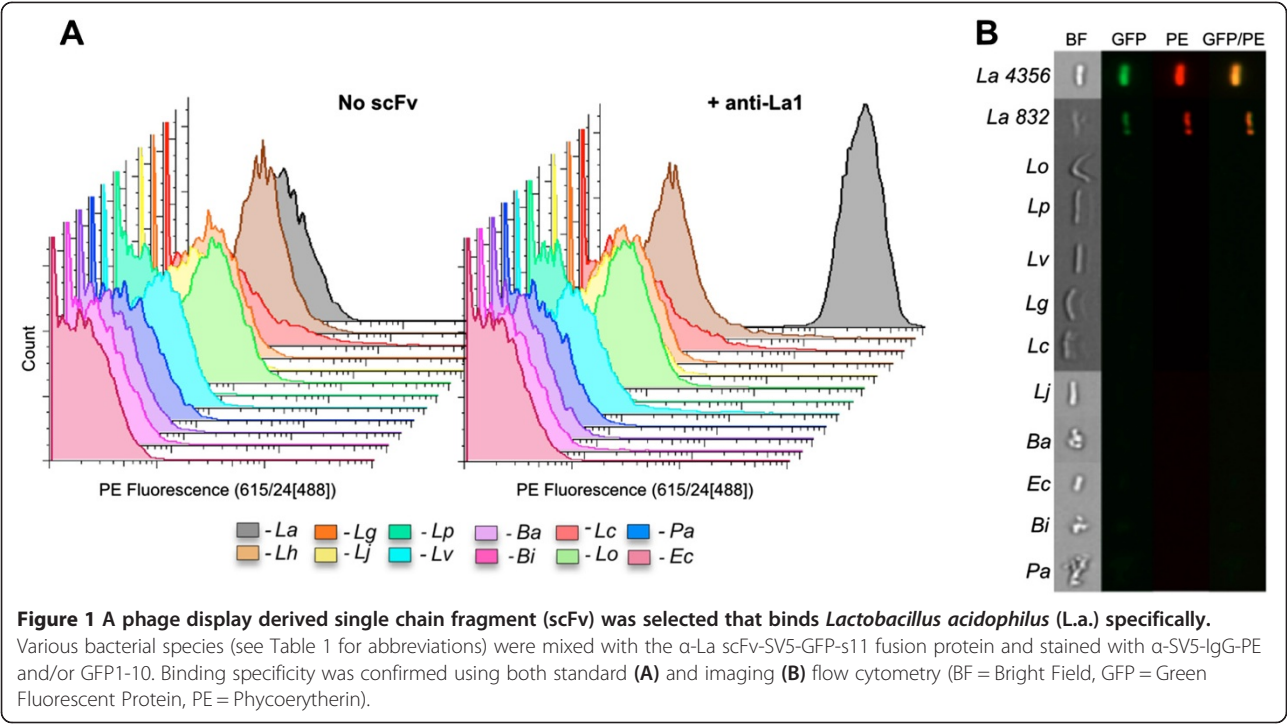 A
B
No scFv
+ anti-La1
BF GFP PE GFP/PE
La 4356
La 832
Lo
Lp
Lv
Lg
Lc
Lj
Ba
Ec
Bi
Pa
Count
PE Fluorescence (615/24[488])
PE Fluorescence (615/24[488])
- La - Lg - Lp - Ba - Lc - Pa
- Lh - Lj - Lv - Bi - Lo - Ec
Figure 1 A phage display derived single chain fragment (scFv) was selected that binds Lactobacillus acidophilus (L.a.) specifically.
Various bacterial species (see Table 1 for abbreviations) were mixed with the α-La scFv-SV5-GFP-s11 fusion protein and stained with α-SV5-IgG-PE
and/or GFP1-10. Binding specificity was confirmed using both standard (A) and imaging (B) flow cytometry (BF = Bright Field, GFP = Green
Fluorescent Protein, PE = Phycoerytherin).